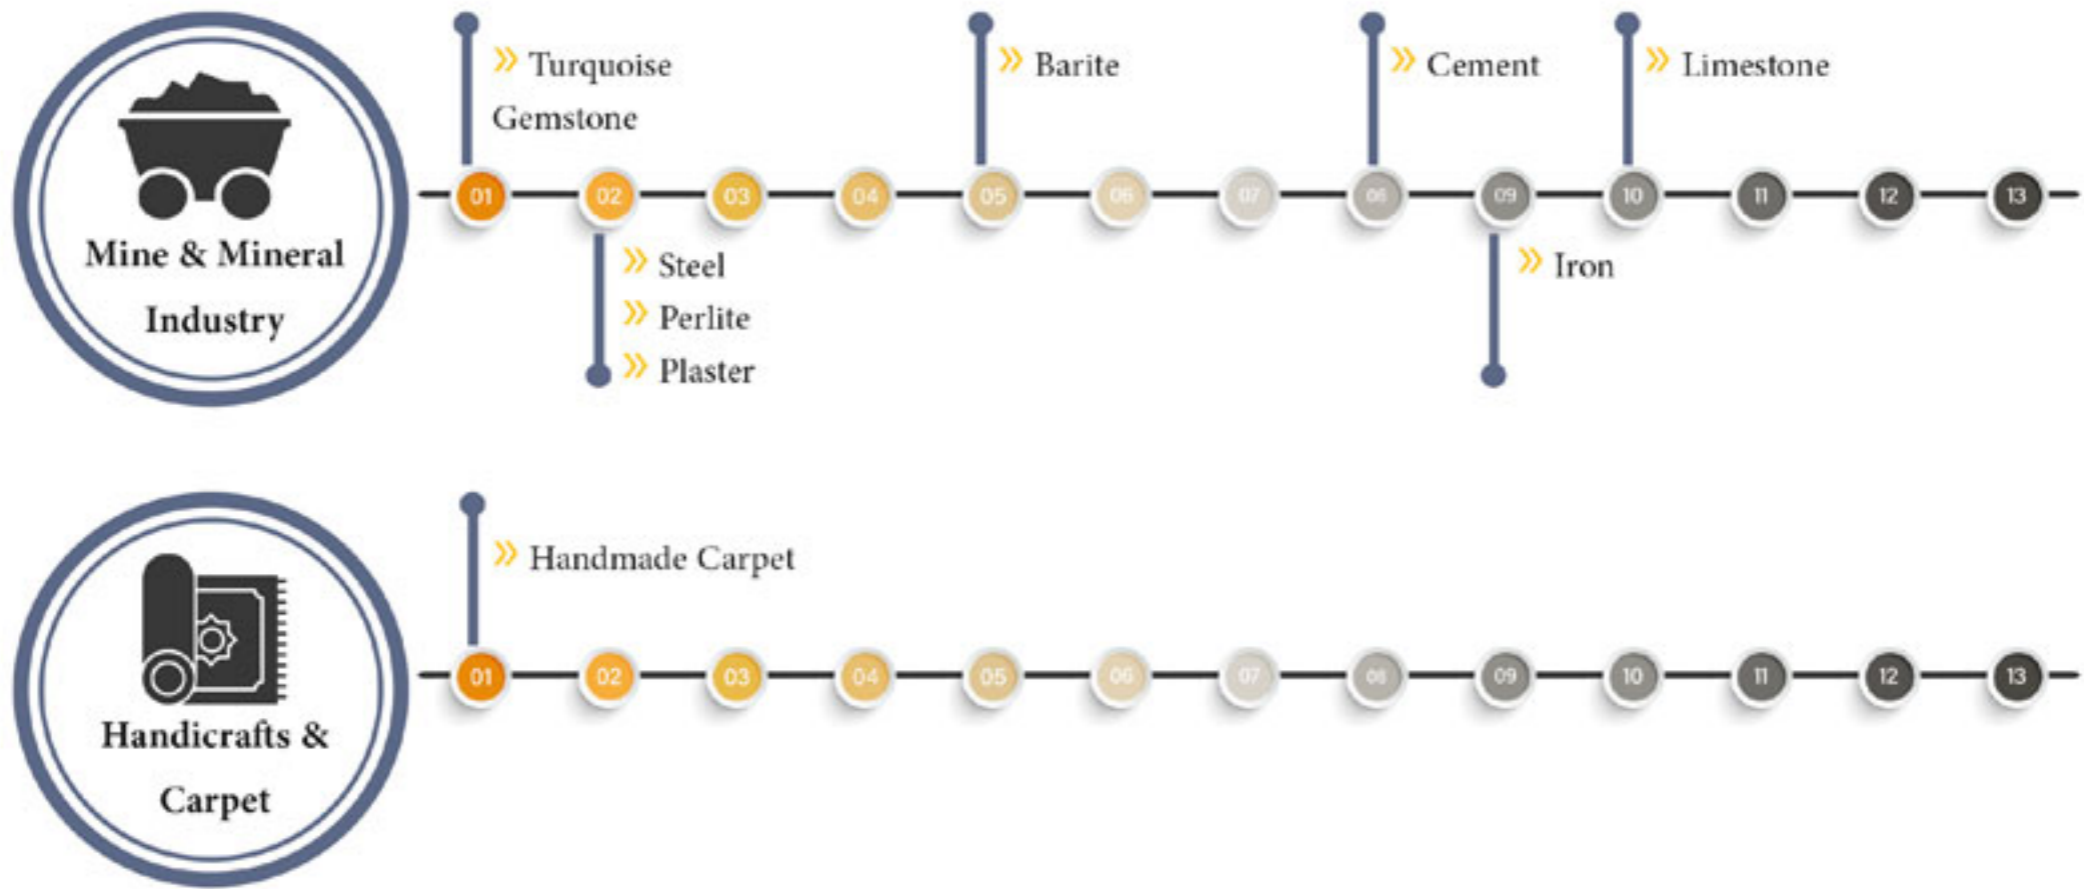 Turquoise
Gemstone
Barite
Cement
Limestone
01 02 03 04 05 06 07 08 09 10 11 12 13
Mine & Mineral
Industry
Steel
Perlite
Plaster
Iron
Handmade Carpet
01 02 03 04 05 06 07 08 09 10 11 12 13
Handicrafts &
Carpet